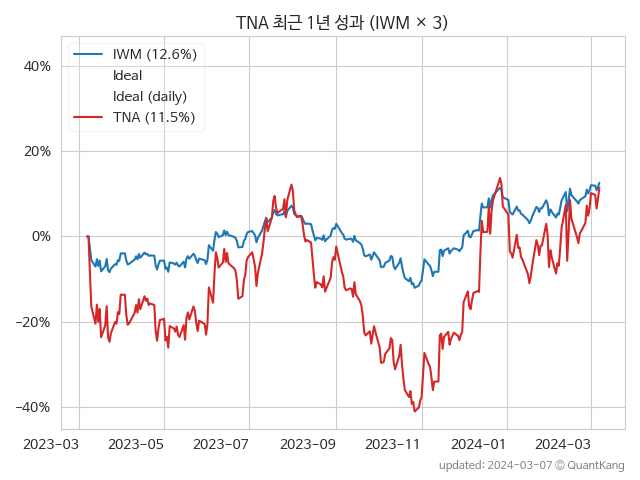 TNA 최근 1년 성과 (IWM × 3)
IWM (12.6%)
Ideal
Ideal (daily)
TNA (11.5%)
40%
20%
0%
−20%
−40%
2023-03 2023-05 2023-07 2023-09 2023-11 2024-01 2024-03
updated: 2024-03-07 © QuantKang